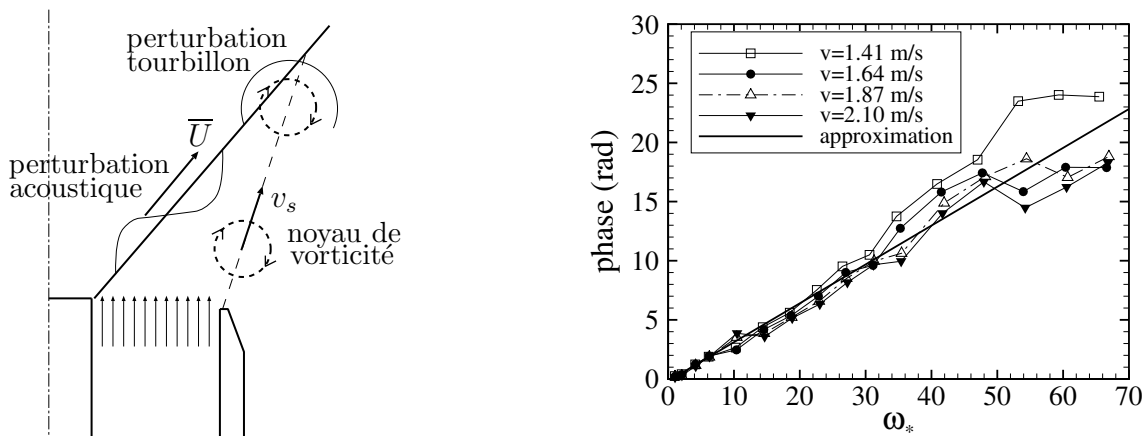 perturbation
tourbillon
U
perturbation
acoustique
v_s
noyau de
vorticité
30
25
20
15
10
5
0
phase (rad)
v=1.41 m/s
v=1.64 m/s
v=1.87 m/s
v=2.10 m/s
approximation
0 10 20 30 40 50 60 70
ω*